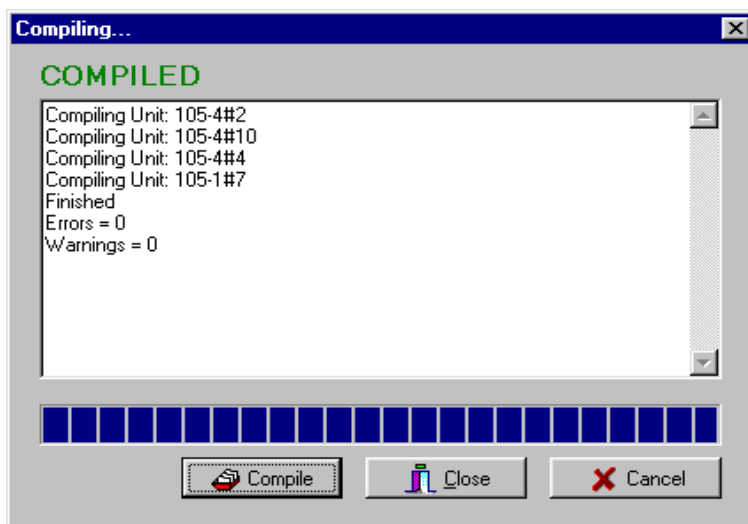 Compiling...
COMPILED
Compiling Unit: 105-4#2
Compiling Unit: 105-4#10
Compiling Unit: 105-4#4
Compiling Unit: 105-1#7
Finished
Errors = 0
Warnings = 0
Compile Close Cancel